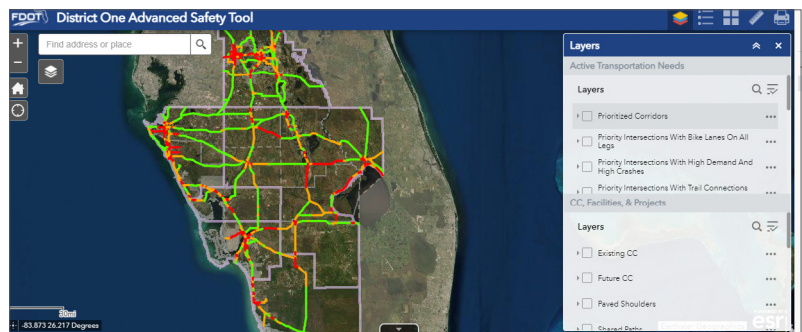 FDOT District One Advanced Safety Tool
+
Find address or place
−
Layers
Active Transportation Needs
Layers
Prioritized Corridors
Priority Intersections With Bike Lanes On All
Legs
Priority Intersections With High Demand And
High Crashes
Priority Intersections With Trail Connections
CC, Facilities, & Projects
Layers
Existing CC
Future CC
Paved Shoulders
Shared Paths
30mi
-83.873 26.217 Degrees
esri